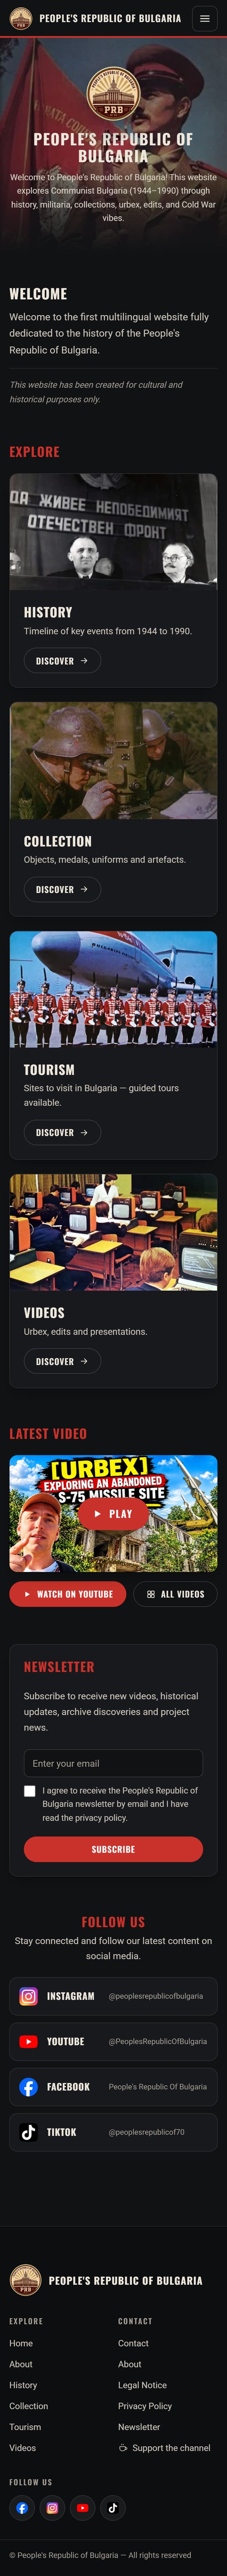 PRB
PEOPLE'S REPUBLIC OF BULGARIA
PRB
PEOPLE'S REPUBLIC OF
BULGARIA
Welcome to People's Republic of Bulgaria! This website
explores Communist Bulgaria (1944–1990) through
history, militaria, collections, urbex, edits, and Cold War
vibes.
WELCOME
Welcome to the first multilingual website fully
dedicated to the history of the People's
Republic of Bulgaria.
This website has been created for cultural and
historical purposes only.
EXPLORE
ДА ЖИВЕЕ НЕПОБЕДИМИЯТ
ОТЕЧЕСТВЕН ФРОНТ
HISTORY
Timeline of key events from 1944 to 1990.
DISCOVER →
COLLECTION
Objects, medals, uniforms and artefacts.
DISCOVER →
TOURISM
Sites to visit in Bulgaria — guided tours
available.
DISCOVER →
VIDEOS
Urbex, edits and presentations.
DISCOVER →
LATEST VIDEO
[URBEX]
EXPLORING AN ABANDONED
S-75 MISSILE SITE
PLAY
WATCH ON YOUTUBE
ALL VIDEOS
NEWSLETTER
Subscribe to receive new videos, historical
updates, archive discoveries and project
news.
Enter your email
I agree to receive the People's Republic of
Bulgaria newsletter by email and I have
read the privacy policy.
SUBSCRIBE
FOLLOW US
Stay connected and follow our latest content on
social media.
INSTAGRAM @peoplesrepublicofbulgaria
YOUTUBE @PeoplesRepublicOfBulgaria
FACEBOOK People's Republic Of Bulgaria
TIKTOK @peoplesrepublicof70
PRB
PEOPLE'S REPUBLIC OF BULGARIA
EXPLORE
Home
About
History
Collection
Tourism
Videos
CONTACT
Contact
About
Legal Notice
Privacy Policy
Newsletter
Support the channel
FOLLOW US
© People's Republic of Bulgaria — All rights reserved